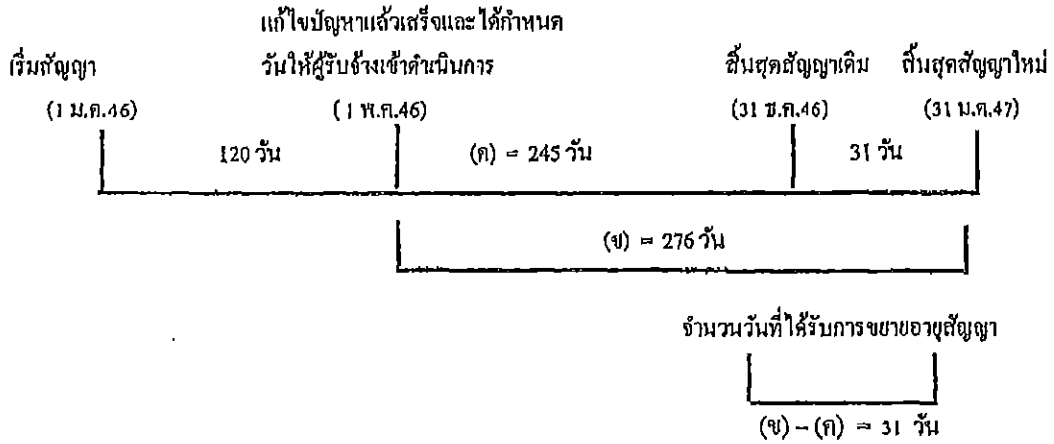 แก้ไขปัญหาแล้วเสร็จและได้กำหนด
เริ่มสัญญา วันให้ผู้รับจ้างเข้าดำเนินการ สิ้นสุดสัญญาเดิม สิ้นสุดสัญญาใหม่
(1 ม.ค.46) (1 พ.ค.46) (31 ธ.ค.46) (31 ม.ค.47)
120 วัน (ค) = 245 วัน 31 วัน
(ข) = 276 วัน
จำนวนวันที่ได้รับการขยายอายุสัญญา
(ข) – (ค) = 31 วัน